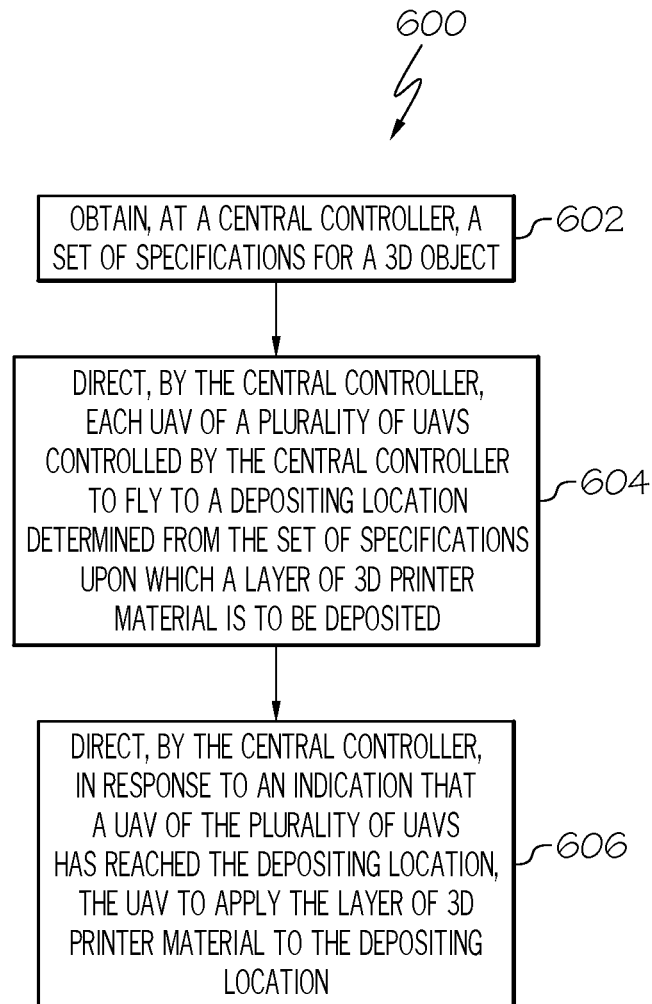 600
OBTAIN, AT A CENTRAL CONTROLLER, A
SET OF SPECIFICATIONS FOR A 3D OBJECT
602
DIRECT, BY THE CENTRAL CONTROLLER,
EACH UAV OF A PLURALITY OF UAVS
CONTROLLED BY THE CENTRAL CONTROLLER
TO FLY TO A DEPOSITING LOCATION
DETERMINED FROM THE SET OF SPECIFICATIONS
UPON WHICH A LAYER OF 3D PRINTER
MATERIAL IS TO BE DEPOSITED
604
DIRECT, BY THE CENTRAL CONTROLLER,
IN RESPONSE TO AN INDICATION THAT
A UAV OF THE PLURALITY OF UAVS
HAS REACHED THE DEPOSITING LOCATION,
THE UAV TO APPLY THE LAYER OF 3D
PRINTER MATERIAL TO THE DEPOSITING
LOCATION
606